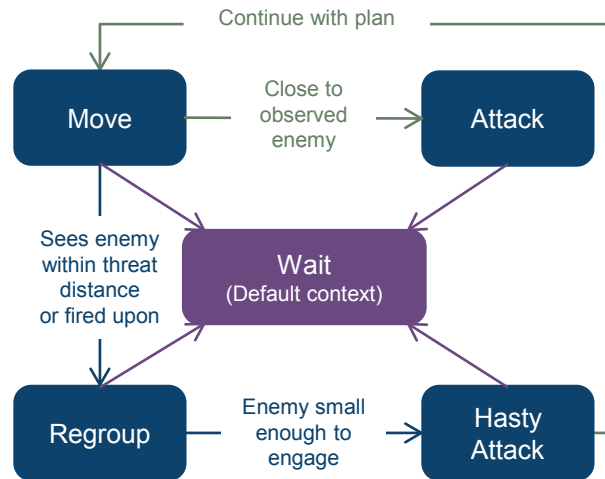 Continue with plan
Move
Close to
observed
enemy
Attack
Sees enemy
within threat
distance
or fired upon
Wait
(Default context)
Regroup
Enemy small
enough to
engage
Hasty
Attack